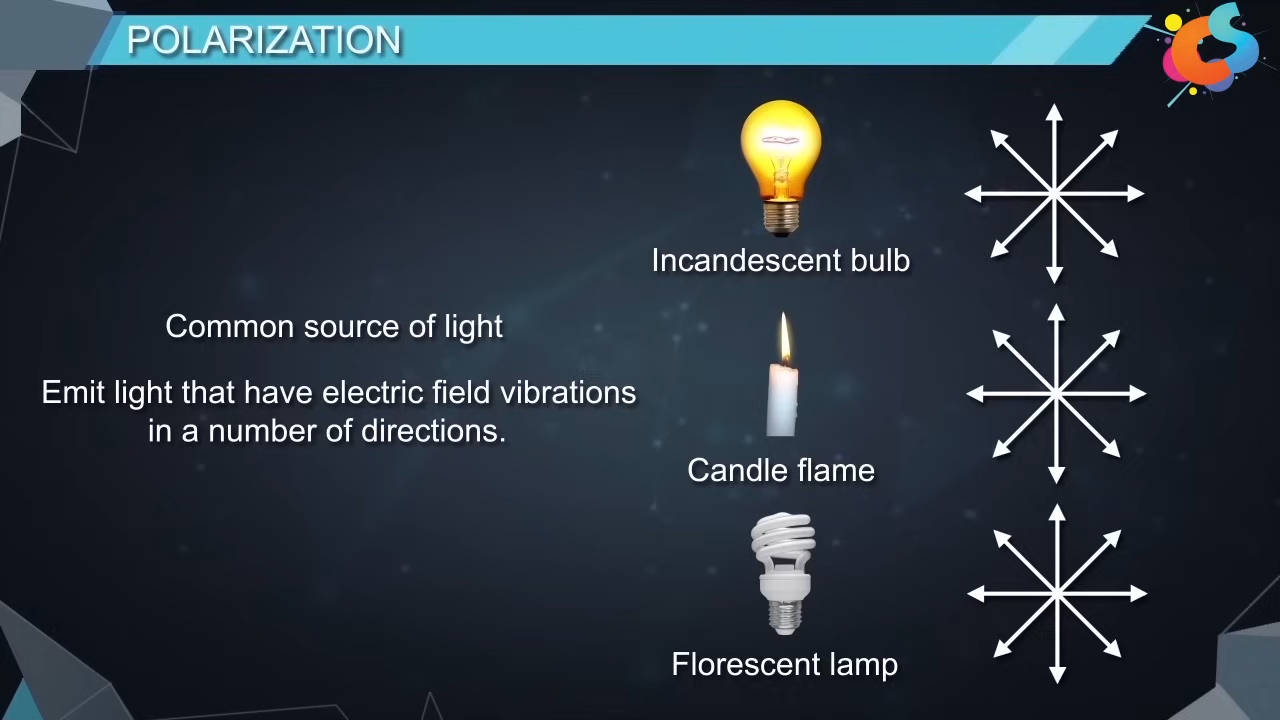 POLARIZATION
Incandescent bulb
Common source of light
Emit light that have electric field vibrations
in a number of directions.
Candle flame
Florescent lamp